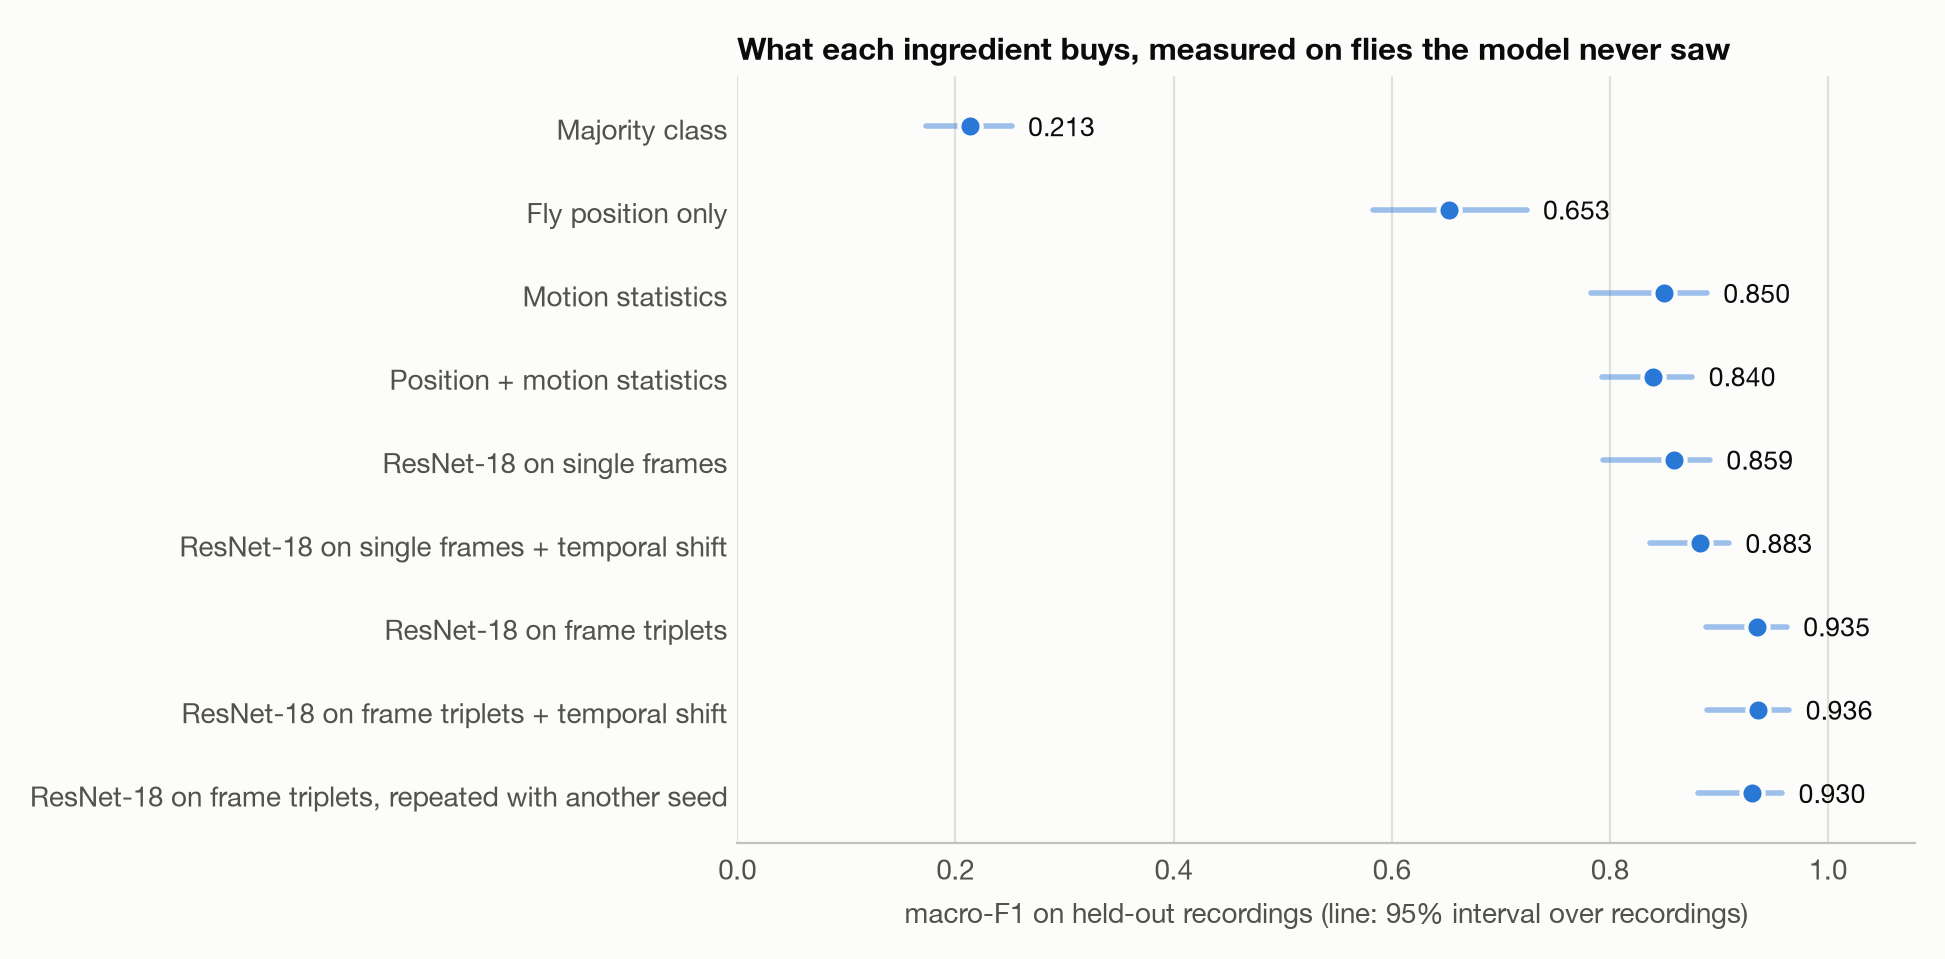 What each ingredient buys, measured on flies the model never saw
Majority class
0.213
Fly position only
0.653
Motion statistics
0.850
Position + motion statistics
0.840
ResNet-18 on single frames
0.859
ResNet-18 on single frames + temporal shift
0.883
ResNet-18 on frame triplets
0.935
ResNet-18 on frame triplets + temporal shift
0.936
ResNet-18 on frame triplets, repeated with another seed
0.930
0.0 0.2 0.4 0.6 0.8 1.0
macro-F1 on held-out recordings (line: 95% interval over recordings)